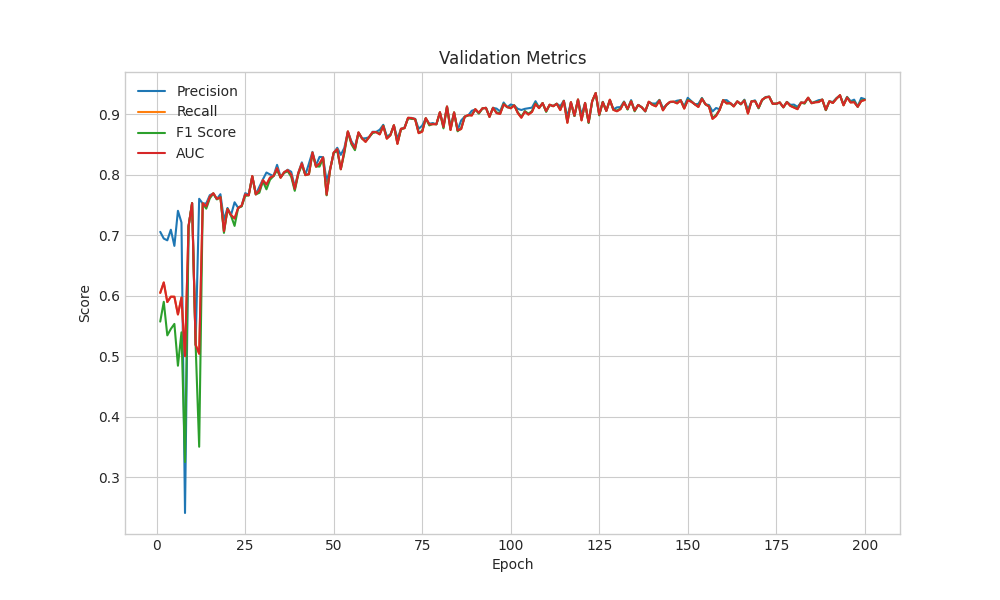 Validation Metrics
Precision
Recall
F1 Score
AUC
Score
0.9
0.8
0.7
0.6
0.5
0.4
0.3
0 25 50 75 100 125 150 175 200
Epoch